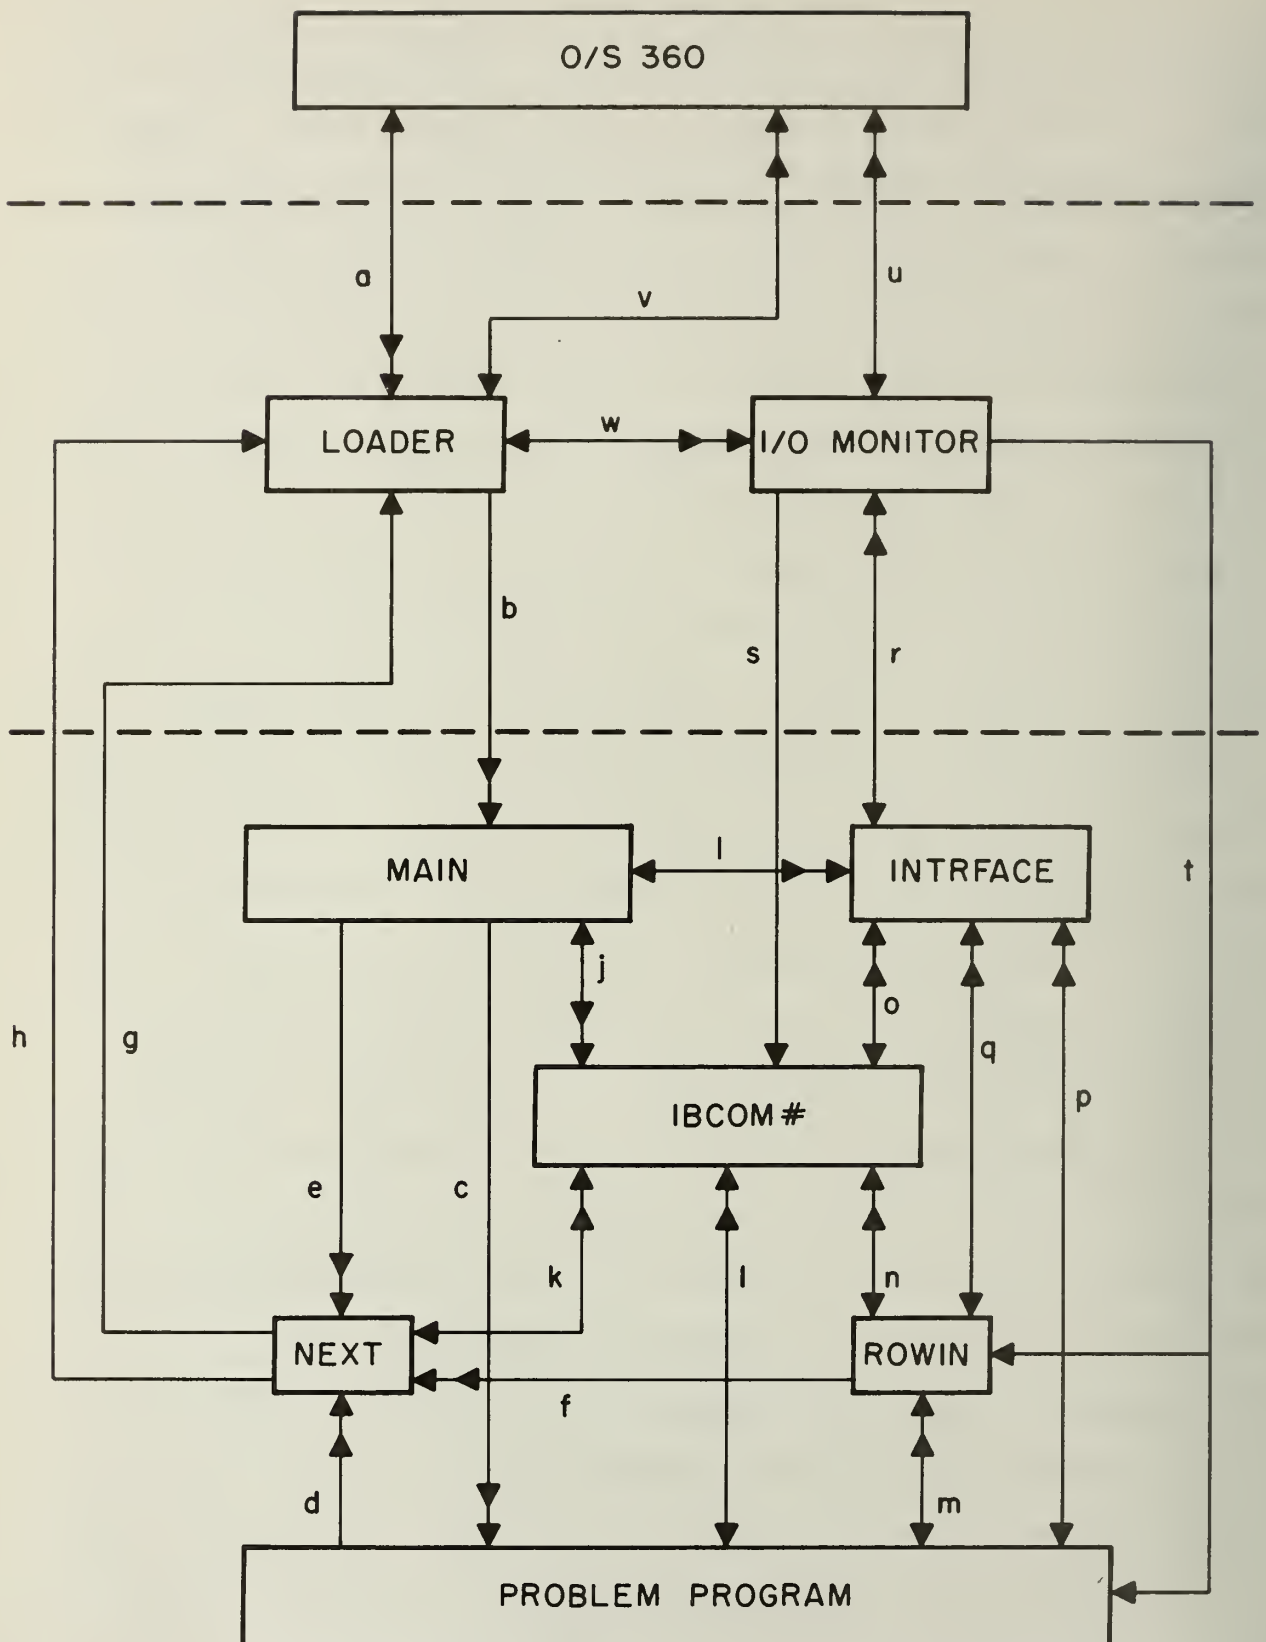 O/S 360
a
u
v
w
LOADER
I/O MONITOR
b
s
r
l
MAIN
INTRFACE
t
j
o
h
g
q
p
IBCOM#
e
c
k
l
n
NEXT
ROWIN
f
d
m
PROBLEM PROGRAM